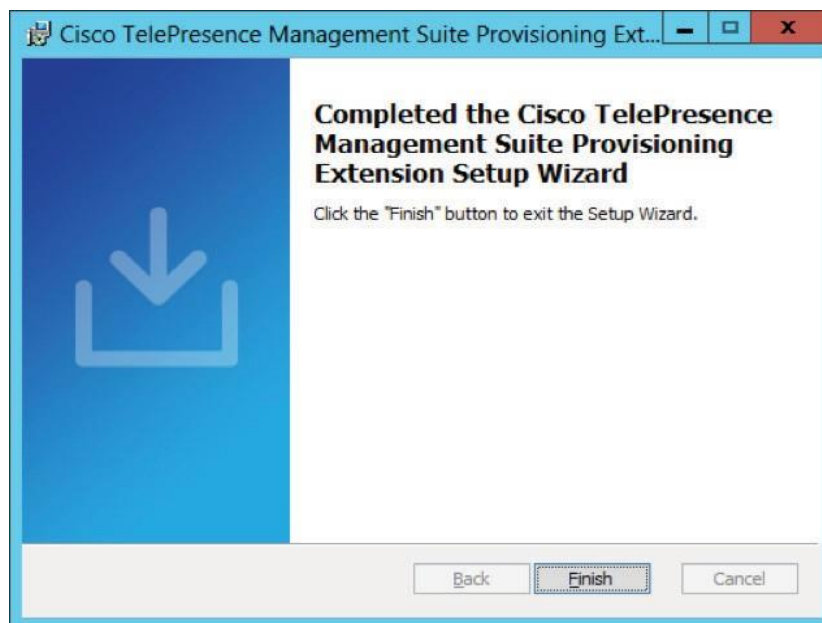 Cisco TelePresence Management Suite Provisioning Ext...
Completed the Cisco TelePresence
Management Suite Provisioning
Extension Setup Wizard
Click the "Finish" button to exit the Setup Wizard.
Back Finish Cancel